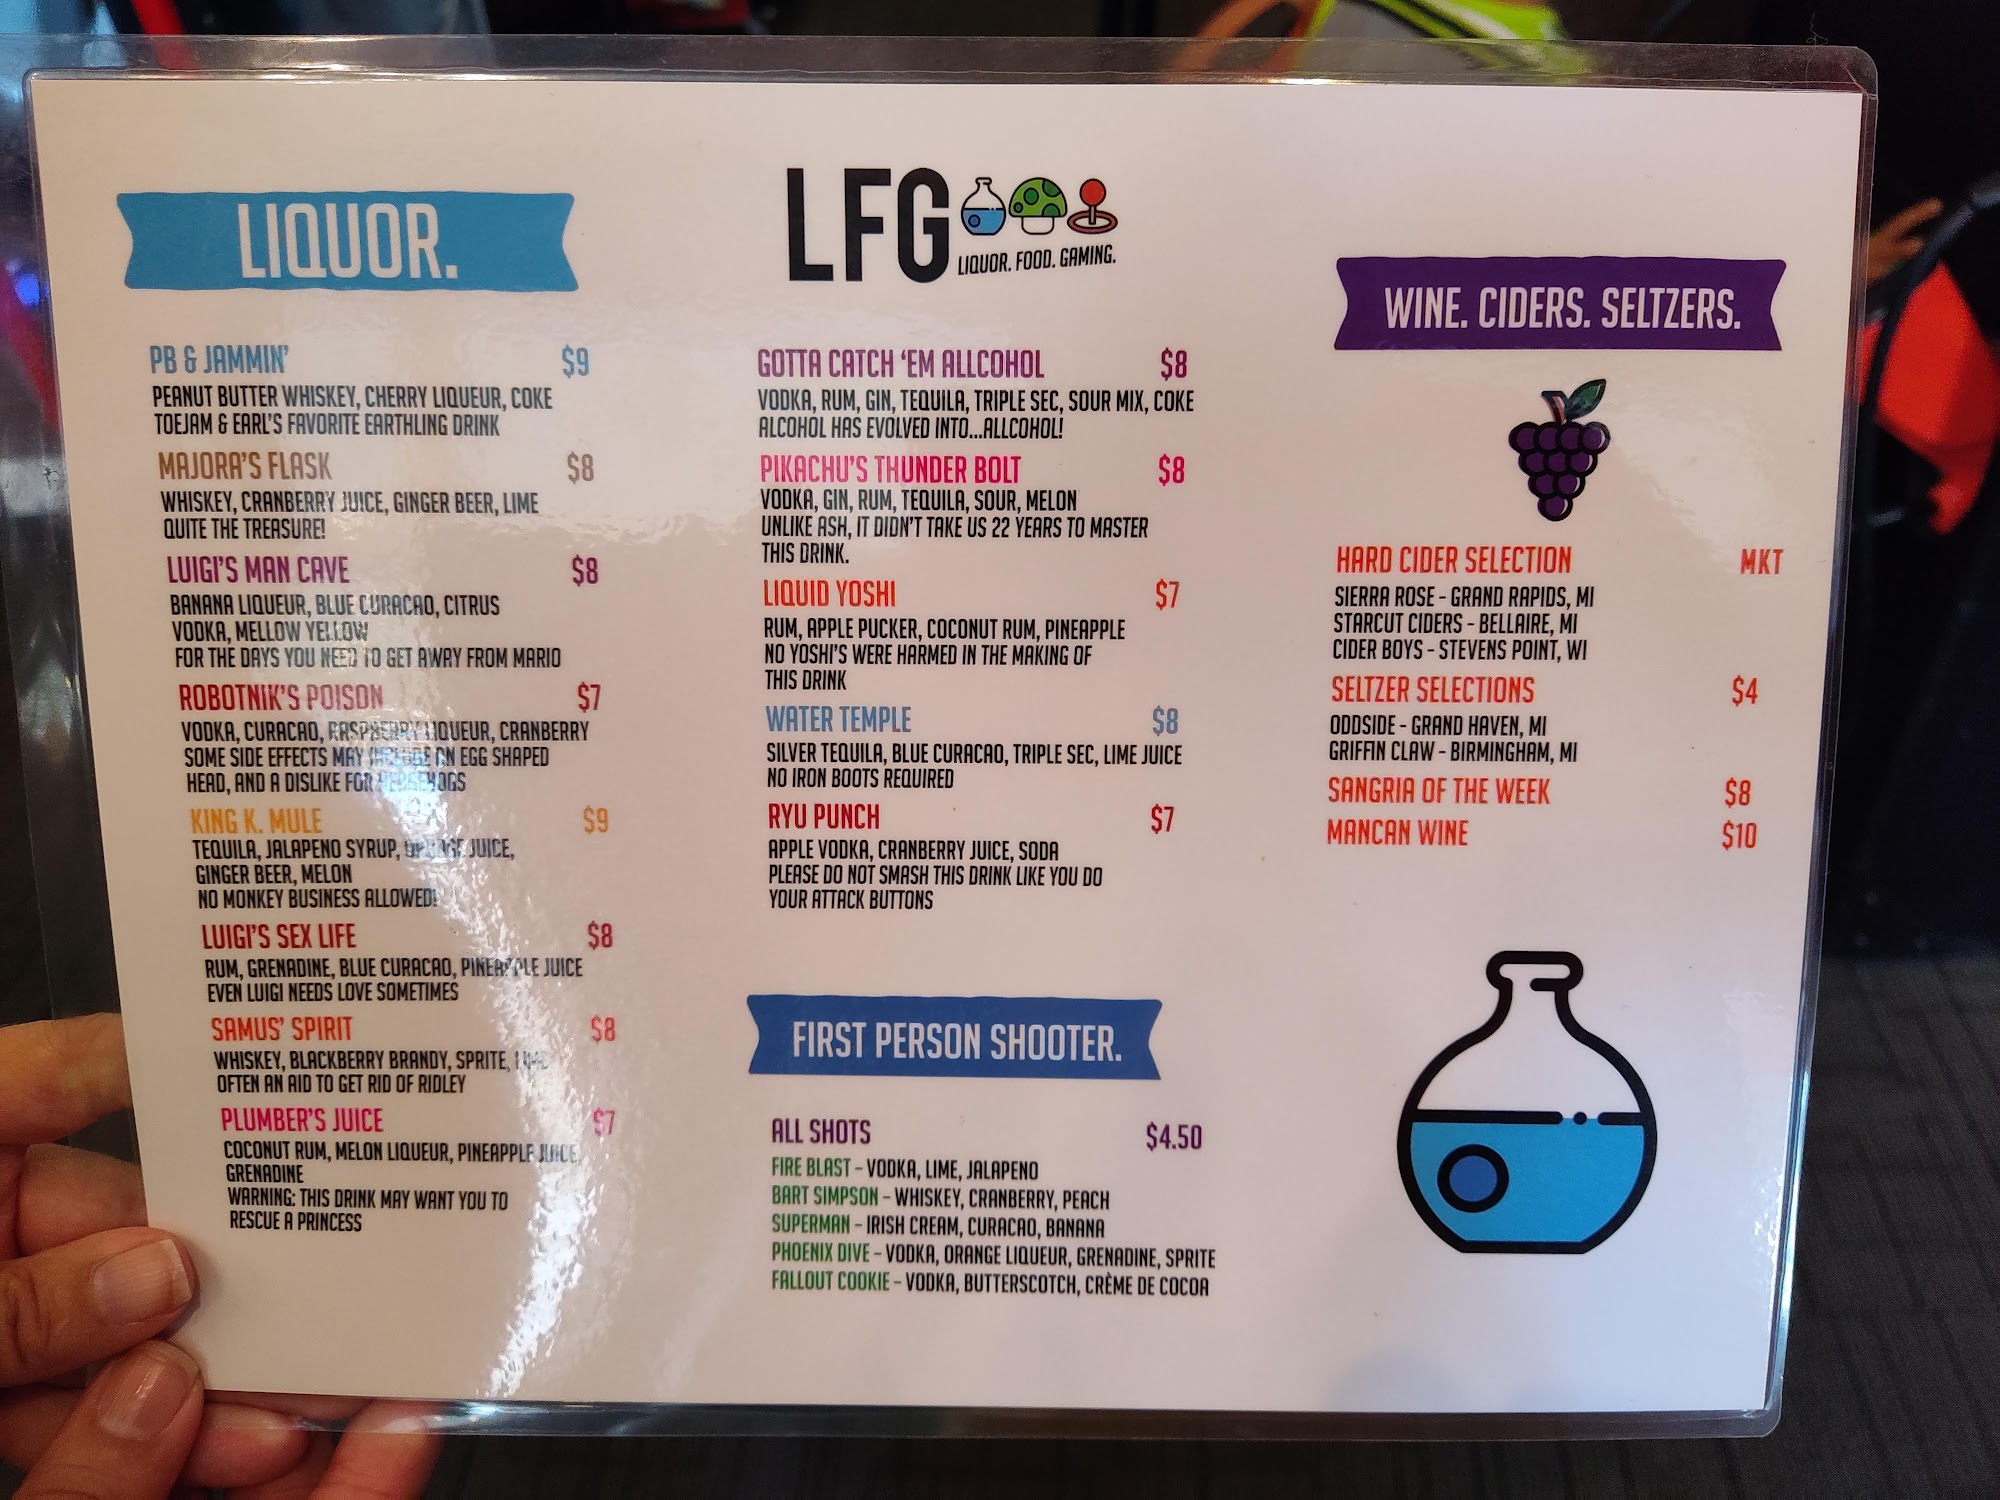 LIQUOR.
PB & JAMMIN' $9
PEANUT BUTTER WHISKEY, CHERRY LIQUEUR, COKE
TOEJAM & EARL'S FAVORITE EARTHLING DRINK
MAJORA'S FLASK $8
WHISKEY, CRANBERRY JUICE, GINGER BEER, LIME
QUITE THE TREASURE!
LUIGI'S MAN CAVE $8
BANANA LIQUEUR, BLUE CURACAO, CITRUS
VODKA, MELLOW YELLOW
FOR THE DAYS YOU NEED TO GET AWAY FROM MARIO
ROBOTNIK'S POISON $7
VODKA, CURACAO, RASPBERRY LIQUEUR, CRANBERRY
SOME SIDE EFFECTS MAY INCLUDE AN EGG SHAPED
HEAD, AND A DISLIKE FOR HEDGEHOGS
KING K. MULE $9
TEQUILA, JALAPENO SYRUP, ORANGE JUICE,
GINGER BEER, MELON
NO MONKEY BUSINESS ALLOWED!
LUIGI'S SEX LIFE $8
RUM, GRENADINE, BLUE CURACAO, PINEAPPLE JUICE
EVEN LUIGI NEEDS LOVE SOMETIMES
SAMUS' SPIRIT $8
WHISKEY, BLACKBERRY BRANDY, SPRITE, LIME
OFTEN AN AID TO GET RID OF RIDLEY
PLUMBER'S JUICE $7
COCONUT RUM, MELON LIQUEUR, PINEAPPLE JUICE,
GRENADINE
WARNING: THIS DRINK MAY WANT YOU TO
RESCUE A PRINCESS
LFG
LIQUOR. FOOD. GAMING.
GOTTA CATCH 'EM ALLCOHOL $8
VODKA, RUM, GIN, TEQUILA, TRIPLE SEC, SOUR MIX, COKE
ALCOHOL HAS EVOLVED INTO...ALLCOHOL!
PIKACHU'S THUNDER BOLT $8
VODKA, GIN, RUM, TEQUILA, SOUR, MELON
UNLIKE ASH, IT DIDN'T TAKE US 22 YEARS TO MASTER
THIS DRINK.
LIQUID YOSHI $7
RUM, APPLE PUCKER, COCONUT RUM, PINEAPPLE
NO YOSHI'S WERE HARMED IN THE MAKING OF
THIS DRINK
WATER TEMPLE $8
SILVER TEQUILA, BLUE CURACAO, TRIPLE SEC, LIME JUICE
NO IRON BOOTS REQUIRED
RYU PUNCH $7
APPLE VODKA, CRANBERRY JUICE, SODA
PLEASE DO NOT SMASH THIS DRINK LIKE YOU DO
YOUR ATTACK BUTTONS
FIRST PERSON SHOOTER.
ALL SHOTS $4.50
FIRE BLAST - VODKA, LIME, JALAPENO
BART SIMPSON - WHISKEY, CRANBERRY, PEACH
SUPERMAN - IRISH CREAM, CURACAO, BANANA
PHOENIX DIVE - VODKA, ORANGE LIQUEUR, GRENADINE, SPRITE
FALLOUT COOKIE - VODKA, BUTTERSCOTCH, CRÈME DE COCOA
WINE. CIDERS. SELTZERS.
HARD CIDER SELECTION MKT
SIERRA ROSE - GRAND RAPIDS, MI
STARCUT CIDERS - BELLAIRE, MI
CIDER BOYS - STEVENS POINT, WI
SELTZER SELECTIONS $4
ODDSIDE - GRAND HAVEN, MI
GRIFFIN CLAW - BIRMINGHAM, MI
SANGRIA OF THE WEEK $8
MANCAN WINE $10